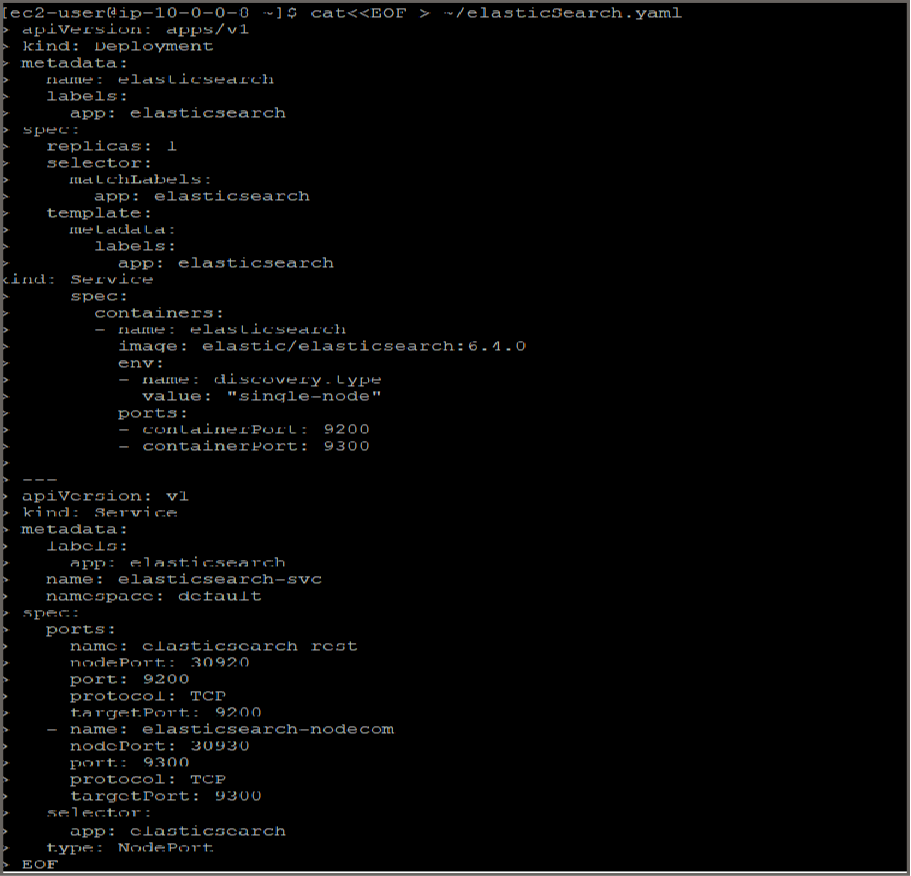 [ec2-user@ip-10-0-0-8 ~]$ cat<<EOF > ~/elasticSearch.yaml
> apiVersion: apps/v1
> kind: Deployment
> metadata:
>   name: elasticsearch
>   labels:
>     app: elasticsearch
> spec:
>   replicas: 1
>   selector:
>     matchLabels:
>       app: elasticsearch
>   template:
>     metadata:
>       labels:
>         app: elasticsearch
kind: Service
>     spec:
>       containers:
>       - name: elasticsearch
>         image: elastic/elasticsearch:6.4.0
>         env:
>         - name: discovery.type
>           value: "single-node"
>         ports:
>         - containerPort: 9200
>         - containerPort: 9300
>
> ---
> apiVersion: v1
> kind: Service
> metadata:
>   labels:
>     app: elasticsearch
>   name: elasticsearch-svc
>   namespace: default
> spec:
>   ports:
>     name: elasticsearch rest
>     nodePort: 30920
>     port: 9200
>     protocol: TCP
>     targetPort: 9200
>   - name: elasticsearch-nodecom
>     nodePort: 30930
>     port: 9300
>     protocol: TCP
>     targetPort: 9300
>   selector:
>     app: elasticsearch
>   type: NodePort
> EOF